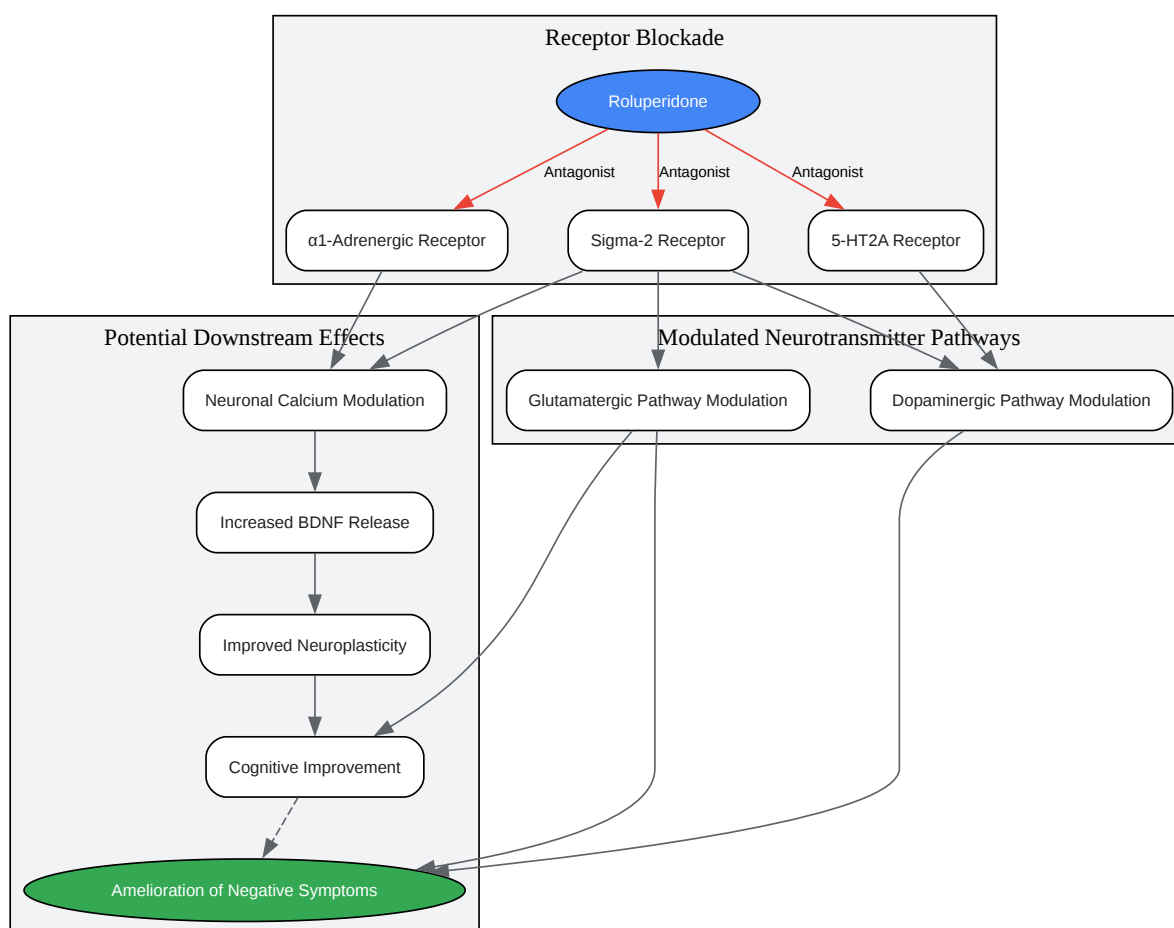 Receptor Blockade
Roluperidone
Antagonist
Antagonist
Antagonist
α1-Adrenergic Receptor
Sigma-2 Receptor
5-HT2A Receptor
Potential Downstream Effects
Modulated Neurotransmitter Pathways
Neuronal Calcium Modulation
Glutamatergic Pathway Modulation
Dopaminergic Pathway Modulation
Increased BDNF Release
Improved Neuroplasticity
Cognitive Improvement
Amelioration of Negative Symptoms